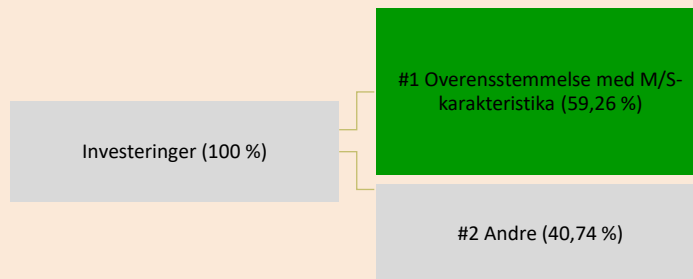 #1 Overensstemmelse med M/S-
karakteristika (59,26 %)
Investeringer (100 %)
#2 Andre (40,74 %)